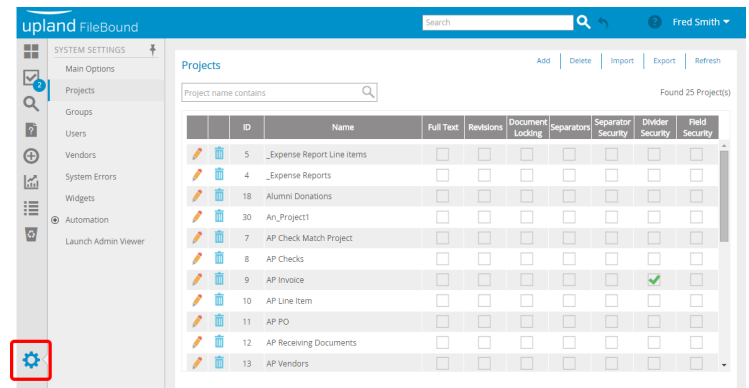 upland FileBound
Search
Fred Smith
SYSTEM SETTINGS
Main Options
Projects
Groups
Users
Vendors
System Errors
Widgets
Automation
Launch Admin Viewer
2
Projects
Add Delete Import Export Refresh
Project name contains
Found 25 Project(s)
ID Name Full Text Revisions Document Locking Separators Separator Security Divider Security Field Security
5 _Expense Report Line items
4 _Expense Reports
18 Alumni Donations
30 An_Project1
7 AP Check Match Project
8 AP Checks
9 AP Invoice
10 AP Line Item
11 AP PO
12 AP Receiving Documents
13 AP Vendors